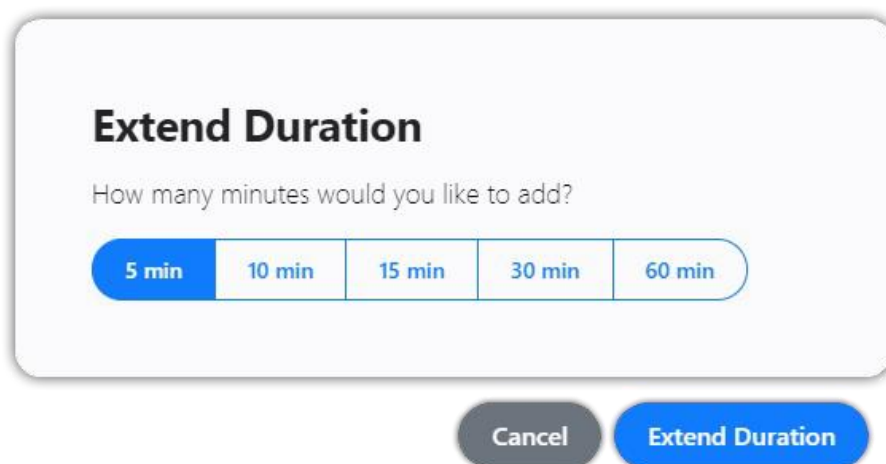 Extend Duration
How many minutes would you like to add?
5 min 10 min 15 min 30 min 60 min
Cancel Extend Duration